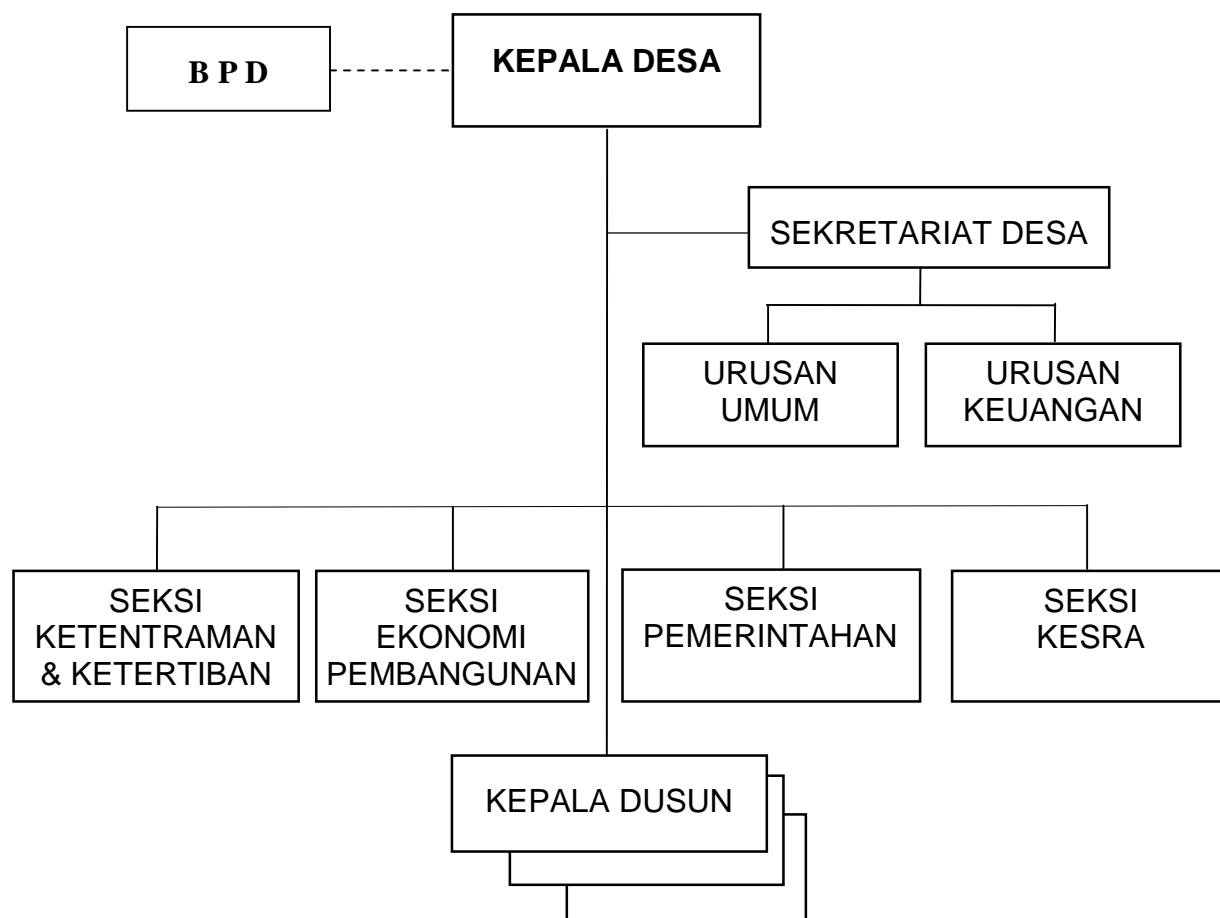 B P D
KEPALA DESA
SEKRETARIAT DESA
URUSAN
UMUM
URUSAN
KEUANGAN
SEKSI
KETENTRAMAN
& KETERTIBAN
SEKSI
EKONOMI
PEMBANGUNAN
SEKSI
PEMERINTAHAN
SEKSI
KESRA
KEPALA DUSUN